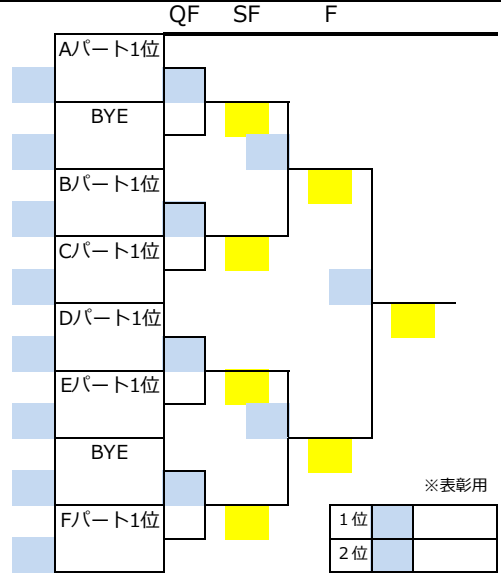 QF SF F
Aパート1位
BYE
Bパート1位
Cパート1位
Dパート1位
Eパート1位
BYE
Fパート1位
※表彰用
1位
2位